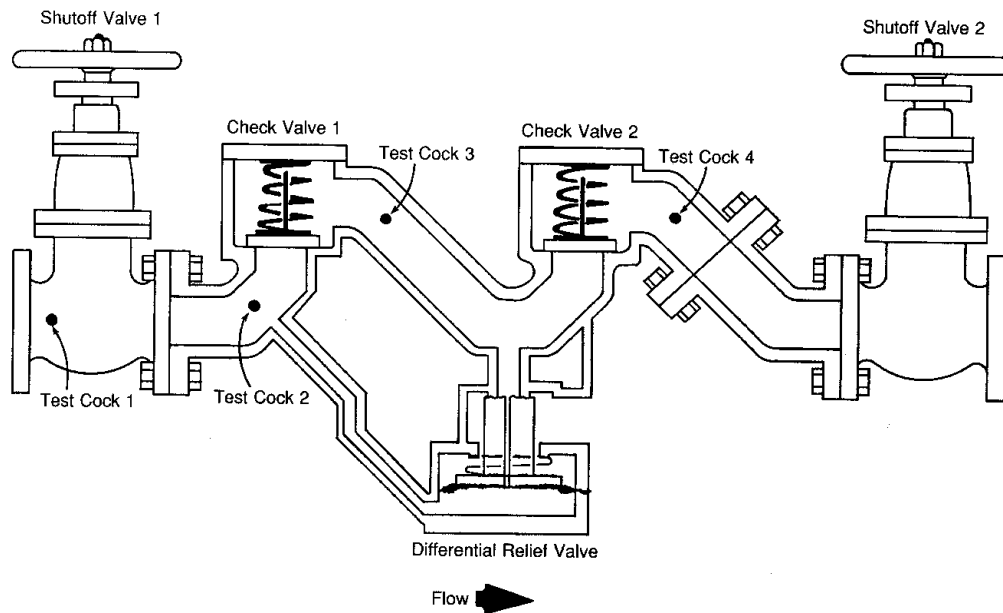 Shutoff Valve 1
Shutoff Valve 2
Check Valve 1
Test Cock 3
Check Valve 2
Test Cock 4
Test Cock 1
Test Cock 2
Differential Relief Valve
Flow